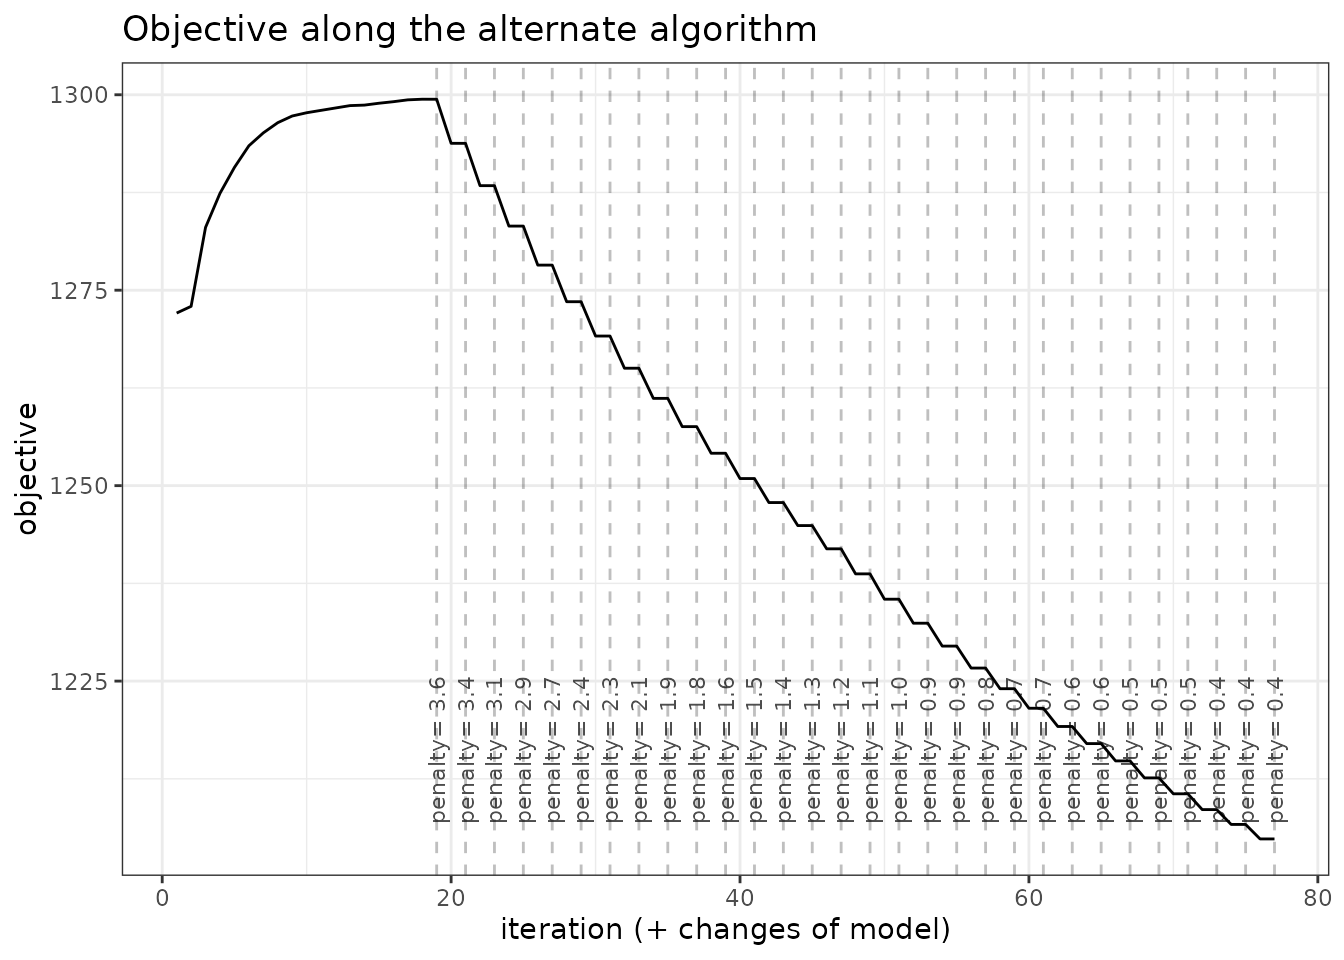 Objective along the alternate algorithm
objective
1300
1275
1250
1225
penalty= 3.6
penalty= 3.4
penalty= 3.1
penalty= 2.9
penalty= 2.7
penalty= 2.4
penalty= 2.3
penalty= 2.1
penalty= 1.9
penalty= 1.8
penalty= 1.6
penalty= 1.5
penalty= 1.4
penalty= 1.3
penalty= 1.2
penalty= 1.1
penalty= 1.0
penalty= 0.9
penalty= 0.9
penalty= 0.8
penalty= 0.7
penalty= 0.7
penalty= 0.6
penalty= 0.6
penalty= 0.5
penalty= 0.5
penalty= 0.5
penalty= 0.4
penalty= 0.4
penalty= 0.4
0
20
40
60
80
iteration (+ changes of model)